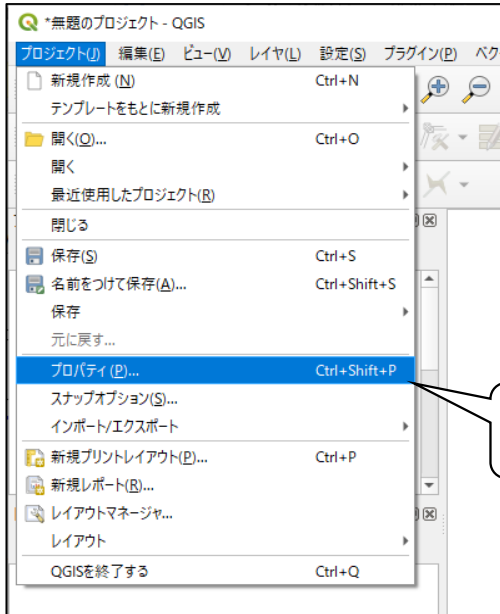 *無題のプロジェクト - QGIS
プロジェクト(J) 編集(E) ビュー(V) レイヤ(L) 設定(S) プラグイン(P) ベク
新規作成 (N) Ctrl+N
テンプレートをもとに新規作成
開く(O)... Ctrl+O
開く
最近使用したプロジェクト(R)
閉じる
保存(S) Ctrl+S
名前をつけて保存(A)... Ctrl+Shift+S
保存
元に戻す...
プロパティ(P)... Ctrl+Shift+P
スナップオプション(S)...
インポート/エクスポート
新規プリントレイアウト(P)... Ctrl+P
新規レポート(R)...
レイアウトマネージャ...
レイアウト
QGISを終了する Ctrl+Q